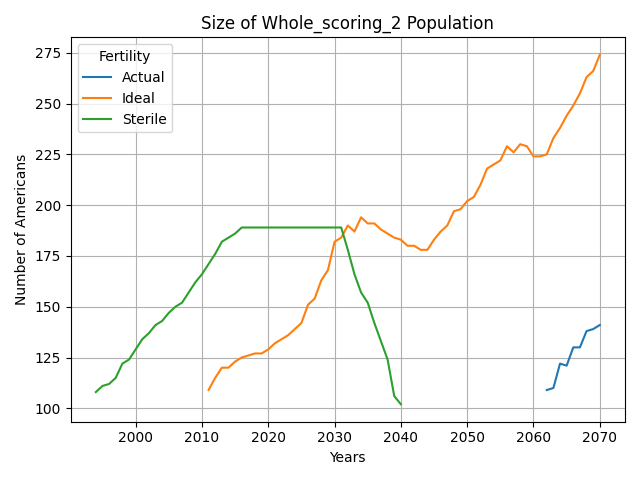 Size of Whole_scoring_2 Population
Fertility
Actual
Ideal
Sterile
275
250
225
200
175
150
125
100
Number of Americans
2000 2010 2020 2030 2040 2050 2060 2070
Years